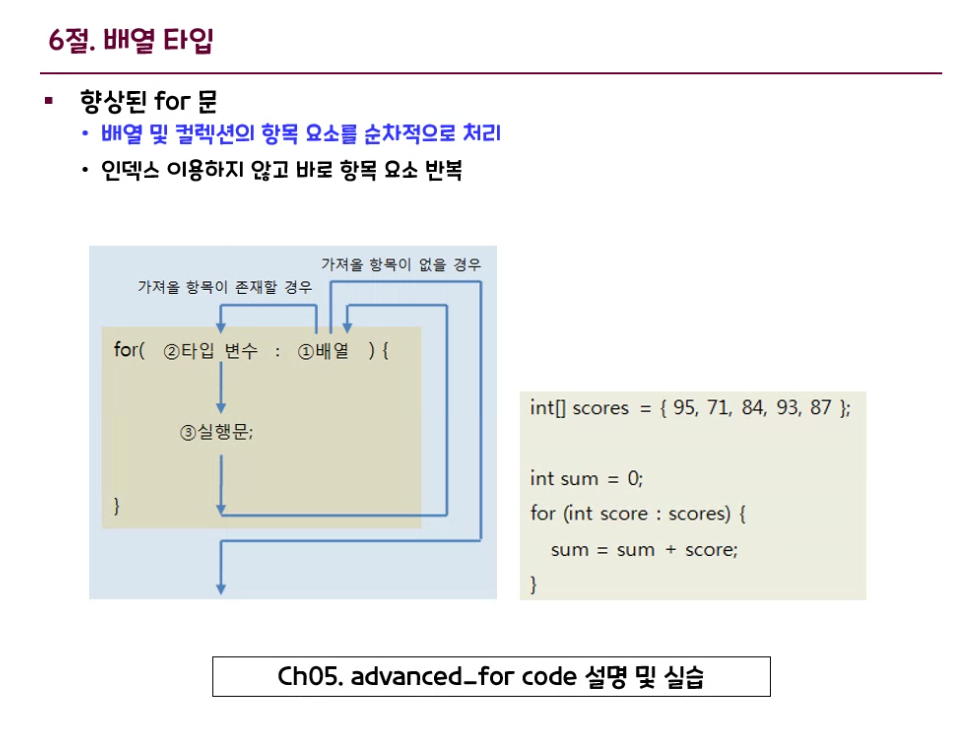 6절. 배열 타입
▪ 향상된 for 문
• 배열 및 컬렉션의 항목 요소를 순차적으로 처리
• 인덱스 이용하지 않고 바로 항목 요소 반복
가져올 항목이 없을 경우
가져올 항목이 존재할 경우
for( ②타입 변수 : ①배열 ) {
③실행문;
}
int[] scores = { 95, 71, 84, 93, 87 };
int sum = 0;
for (int score : scores) {
sum = sum + score;
}
Ch05. advanced_for code 설명 및 실습